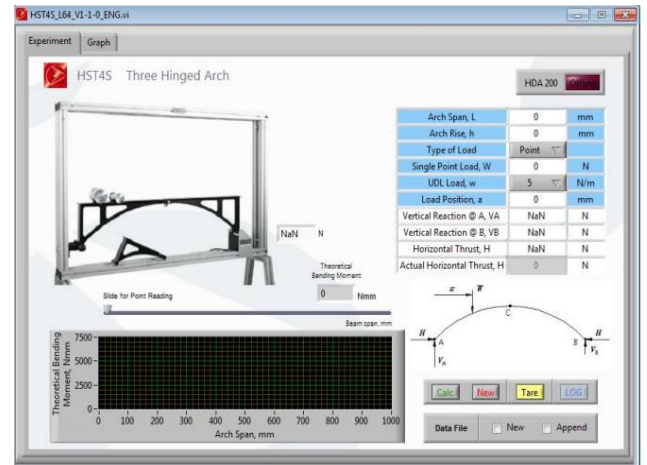 HST4S_L64_V1-1-0_ENG.vi
Experiment Graph
HST4S Three Hinged Arch
HDA 200
Arch Span, L 0 mm
Arch Rise, h 0 mm
Type of Load Point
Single Point Load, W 0 N
UDL Load, w 5 N/m
Load Position, a 0 mm
Vertical Reaction @ A, VA NaN N
Vertical Reaction @ B, VB NaN N
Horizontal Thrust, H NaN N
Actual Horizontal Thrust, H 0 N
NaN N
Theoretical
Bending Moment
0 Nmm
Slide for Point Reading
Beam span, mm
Theoretical Bending
Moment, Nmm
7500
5000
2500
0
0 100 200 300 400 500 600 700 800 900 1000
Arch Span, mm
x W
C
H A B H
VA VB
Calc New Tare LOG
Data File New Append